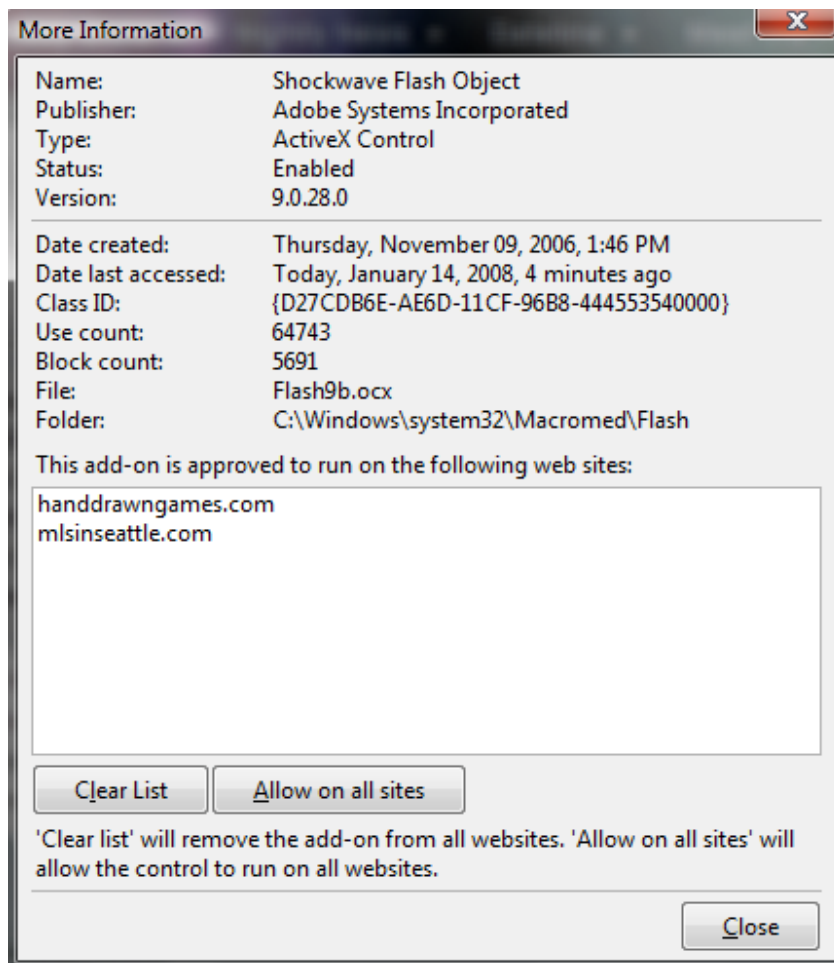 More Information
Name: Shockwave Flash Object
Publisher: Adobe Systems Incorporated
Type: ActiveX Control
Status: Enabled
Version: 9.0.28.0
Date created: Thursday, November 09, 2006, 1:46 PM
Date last accessed: Today, January 14, 2008, 4 minutes ago
Class ID: {D27CDB6E-AE6D-11CF-96B8-444553540000}
Use count: 64743
Block count: 5691
File: Flash9b.ocx
Folder: C:\Windows\system32\Macromed\Flash
This add-on is approved to run on the following web sites:
handdrawngames.com
mlsinseattle.com
Clear List Allow on all sites
'Clear list' will remove the add-on from all websites. 'Allow on all sites' will
allow the control to run on all websites.
Close